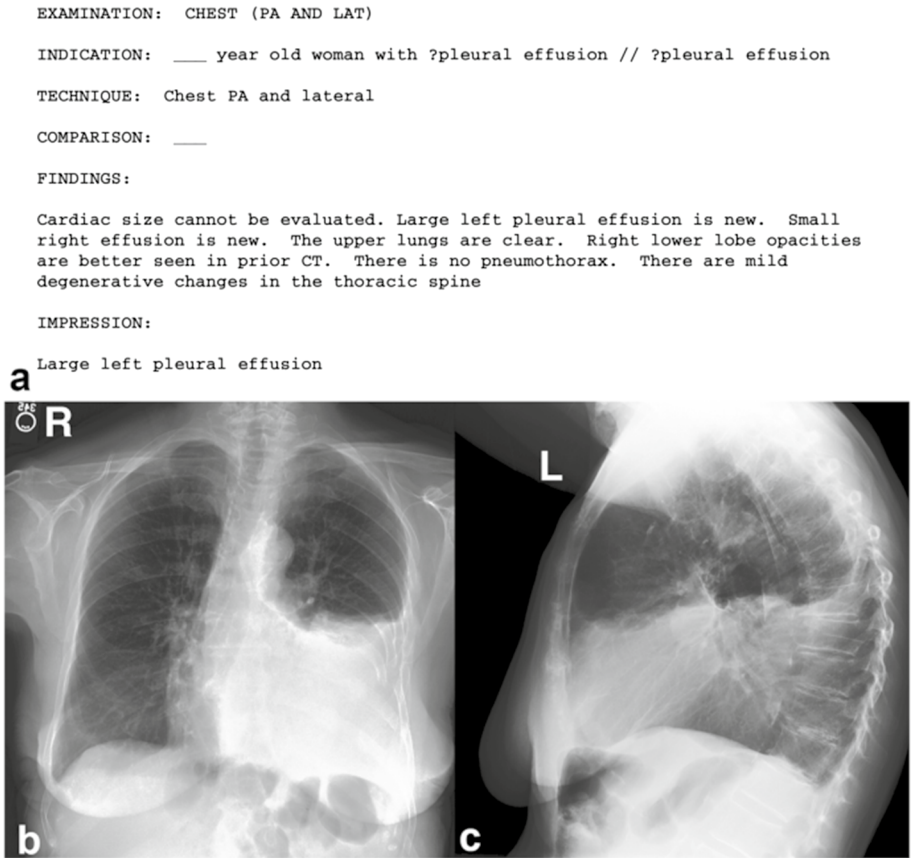 EXAMINATION: CHEST (PA AND LAT)
INDICATION: ___ year old woman with ?pleural effusion // ?pleural effusion
TECHNIQUE: Chest PA and lateral
COMPARISON: ___
FINDINGS:
Cardiac size cannot be evaluated. Large left pleural effusion is new. Small
right effusion is new. The upper lungs are clear. Right lower lobe opacities
are better seen in prior CT. There is no pneumothorax. There are mild
degenerative changes in the thoracic spine
IMPRESSION:
Large left pleural effusion
a
R
L
b
c